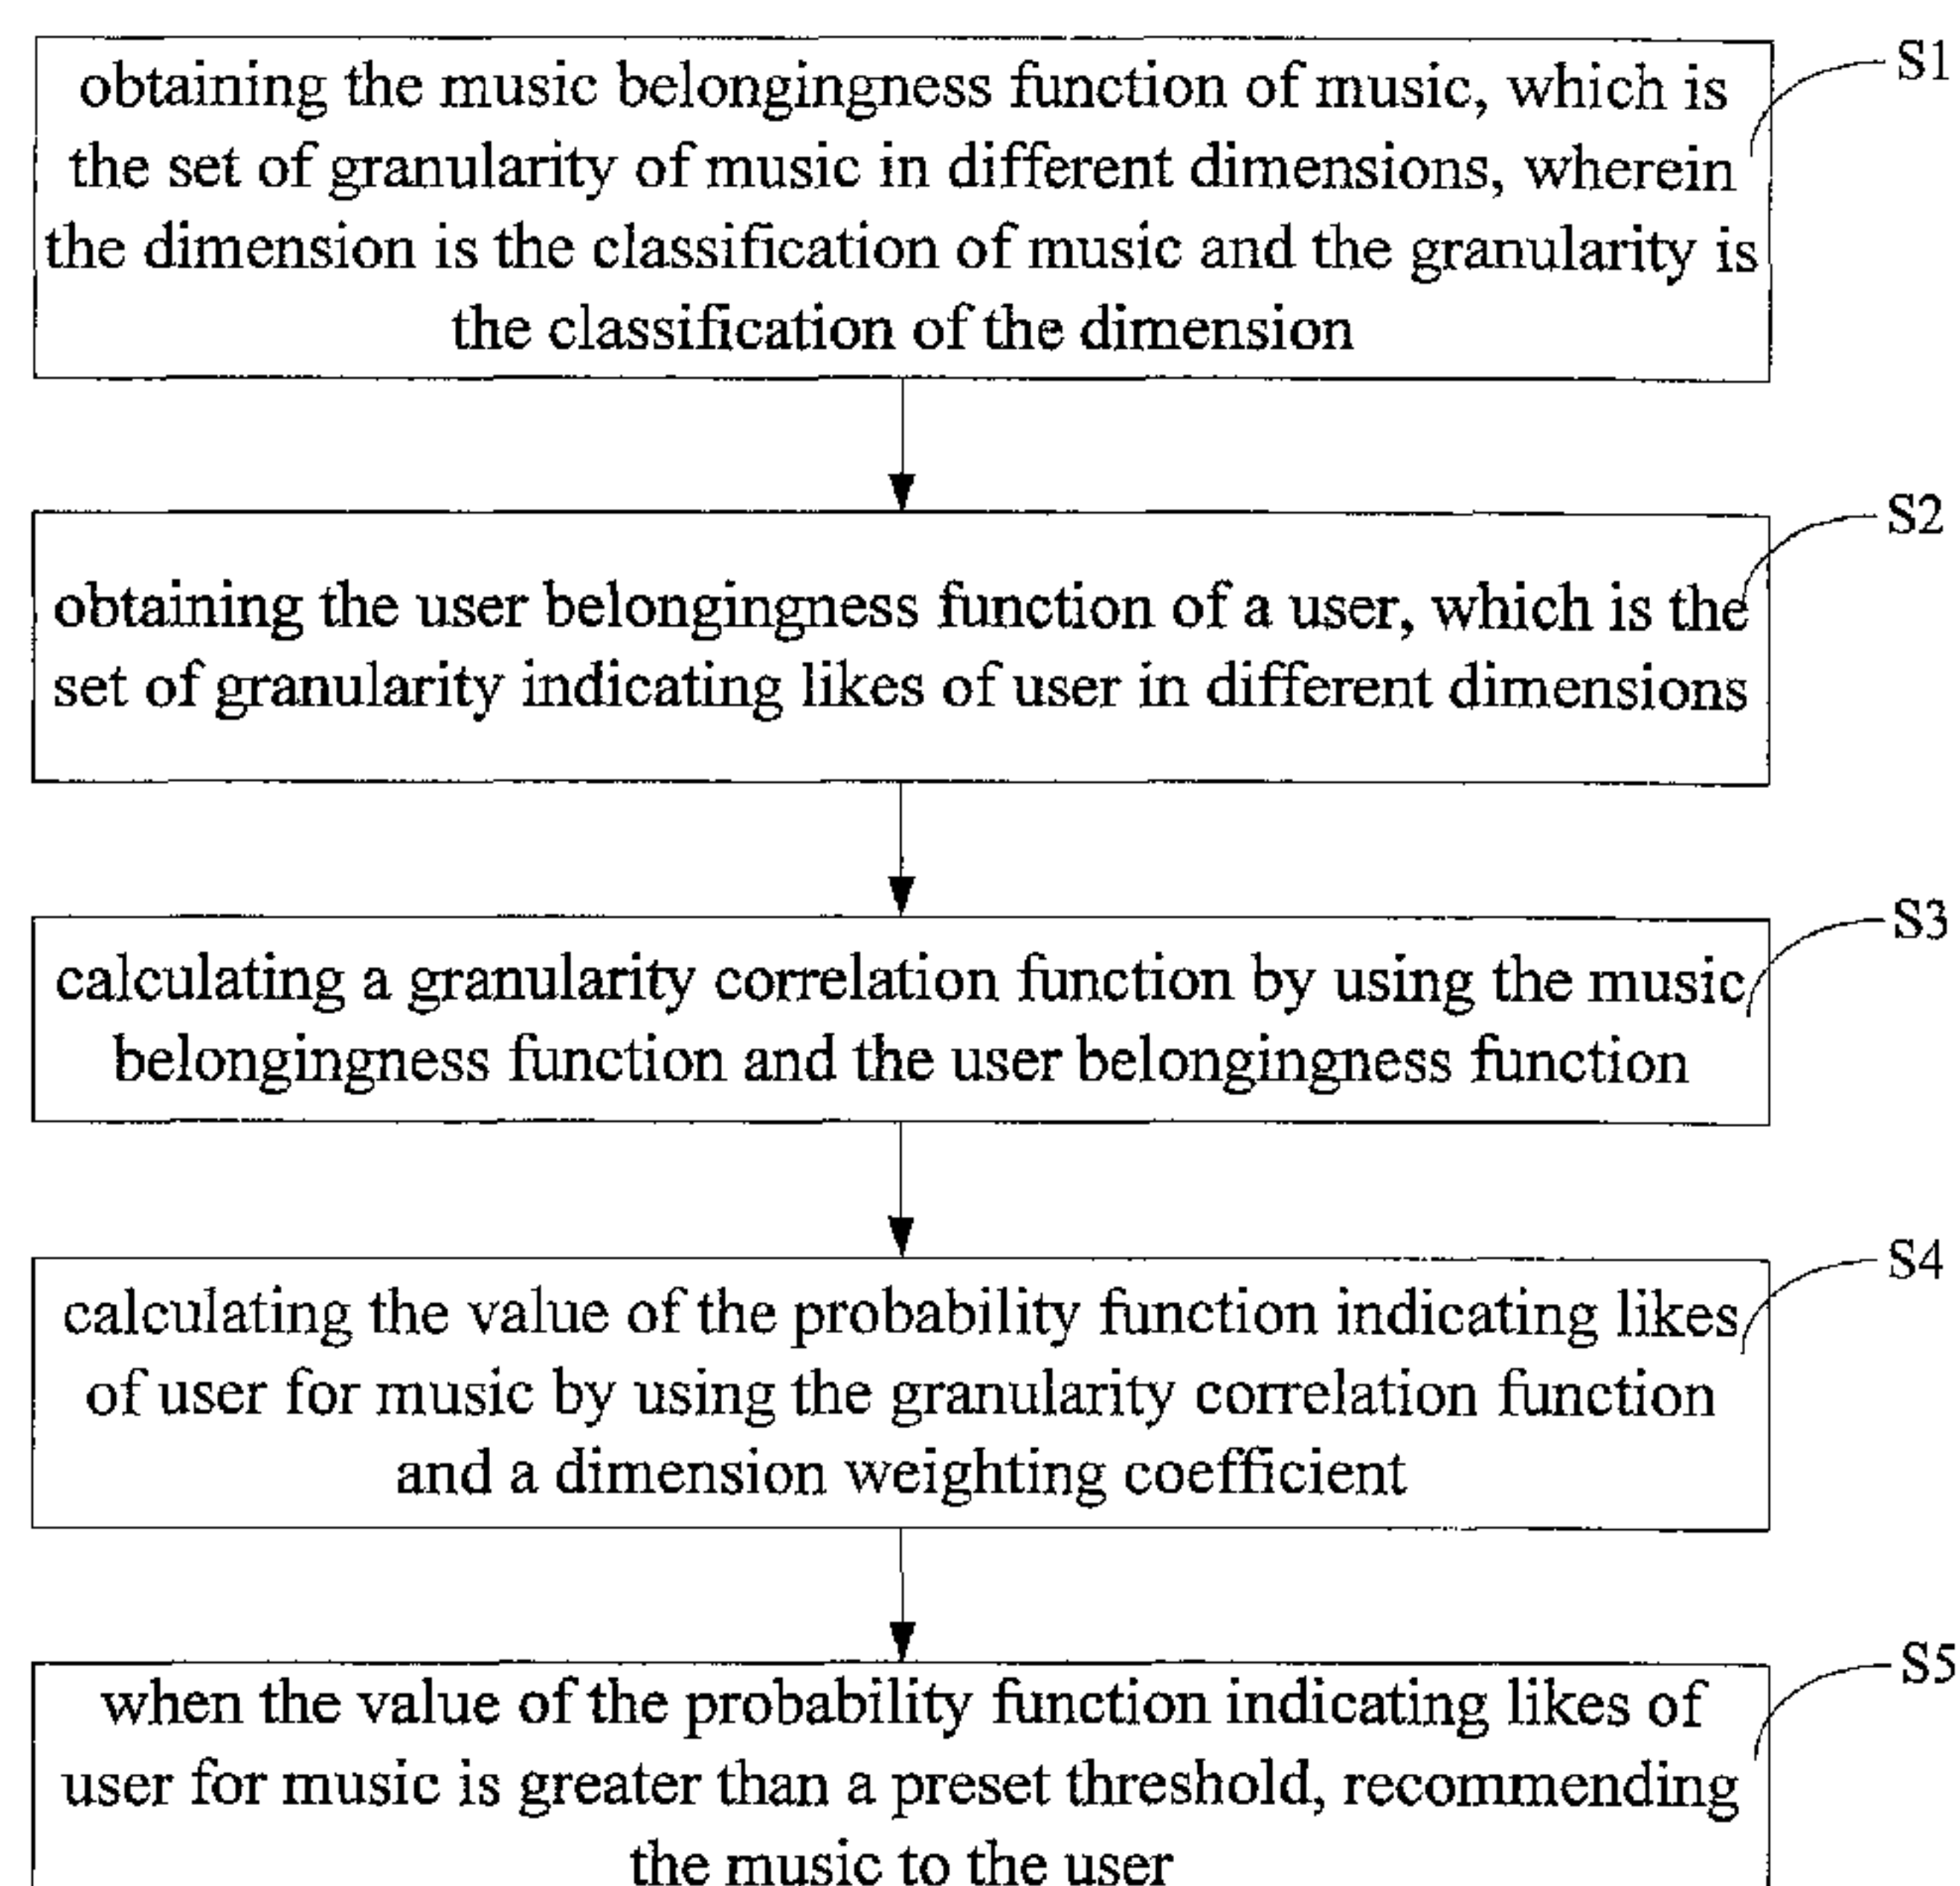 S1
obtaining the music belongingness function of music, which is
the set of granularity of music in different dimensions, wherein
the dimension is the classification of music and the granularity is
the classification of the dimension
S2
obtaining the user belongingness function of a user, which is the
set of granularity indicating likes of user in different dimensions
S3
calculating a granularity correlation function by using the music
belongingness function and the user belongingness function
S4
calculating the value of the probability function indicating likes
of user for music by using the granularity correlation function
and a dimension weighting coefficient
S5
when the value of the probability function indicating likes of
user for music is greater than a preset threshold, recommending
the music to the user